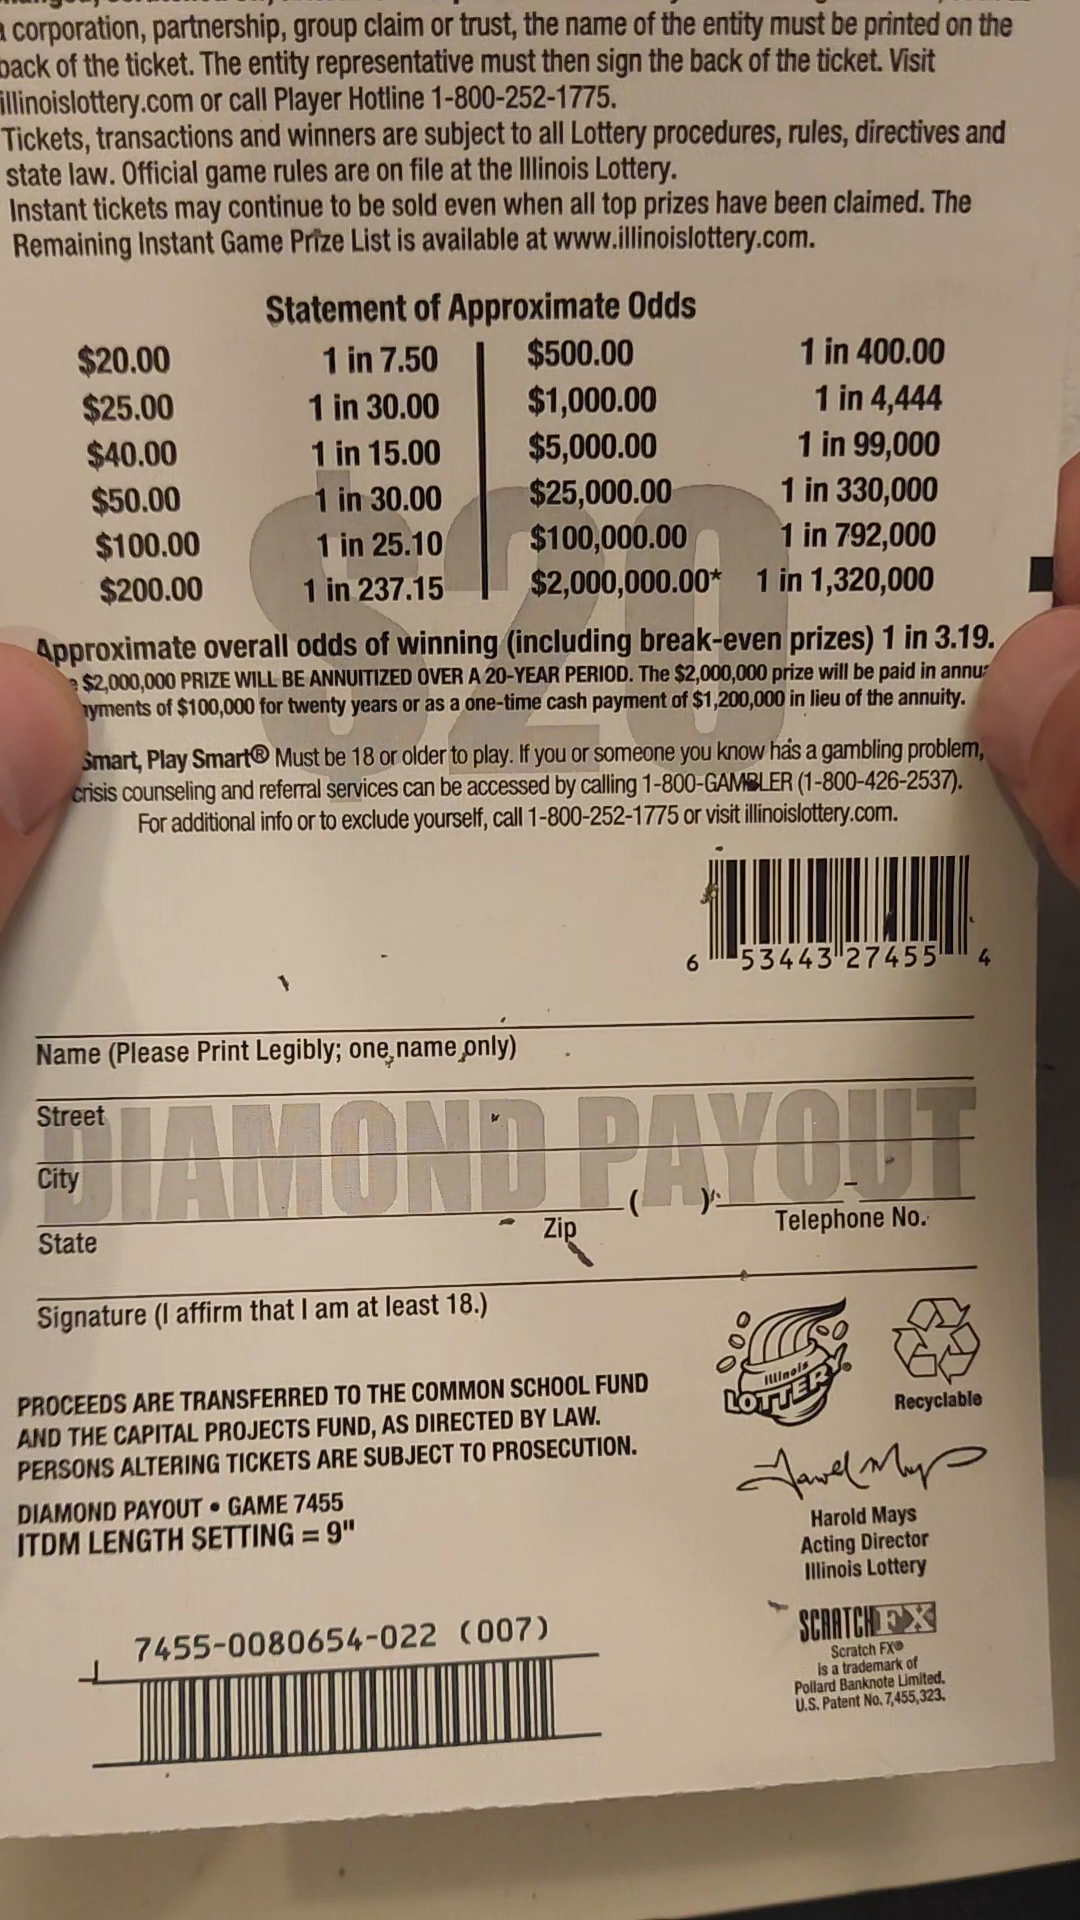 a corporation, partnership, group claim or trust, the name of the entity must be printed on the
back of the ticket. The entity representative must then sign the back of the ticket. Visit
illinoislottery.com or call Player Hotline 1-800-252-1775.
Tickets, transactions and winners are subject to all Lottery procedures, rules, directives and
state law. Official game rules are on file at the Illinois Lottery.
Instant tickets may continue to be sold even when all top prizes have been claimed. The
Remaining Instant Game Prize List is available at www.illinoislottery.com.
Statement of Approximate Odds
$20.00 1 in 7.50 $500.00 1 in 400.00
$25.00 1 in 30.00 $1,000.00 1 in 4,444
$40.00 1 in 15.00 $5,000.00 1 in 99,000
$50.00 1 in 30.00 $25,000.00 1 in 330,000
$100.00 1 in 25.10 $100,000.00 1 in 792,000
$200.00 1 in 237.15 $2,000,000.00* 1 in 1,320,000
$20
Approximate overall odds of winning (including break-even prizes) 1 in 3.19.
$2,000,000 PRIZE WILL BE ANNUITIZED OVER A 20-YEAR PERIOD. The $2,000,000 prize will be paid in annu
yments of $100,000 for twenty years or as a one-time cash payment of $1,200,000 in lieu of the annuity.
Smart, Play Smart® Must be 18 or older to play. If you or someone you know has a gambling problem,
crisis counseling and referral services can be accessed by calling 1-800-GAMBLER (1-800-426-2537).
For additional info or to exclude yourself, call 1-800-252-1775 or visit illinoislottery.com.
6 53443 27455 4
Name (Please Print Legibly; one name only)
Street
DIAMOND PAYOUT
City
( ) –
State Zip Telephone No.
Signature (I affirm that I am at least 18.)
Illinois
LOTTERY®
Recyclable
PROCEEDS ARE TRANSFERRED TO THE COMMON SCHOOL FUND
AND THE CAPITAL PROJECTS FUND, AS DIRECTED BY LAW.
PERSONS ALTERING TICKETS ARE SUBJECT TO PROSECUTION.
DIAMOND PAYOUT • GAME 7455
ITDM LENGTH SETTING = 9"
Harold Mays
Harold Mays
Acting Director
Illinois Lottery
7455-0080654-022 (007)
SCRATCH FX
Scratch FX®
is a trademark of
Pollard Banknote Limited.
U.S. Patent No. 7,455,323.